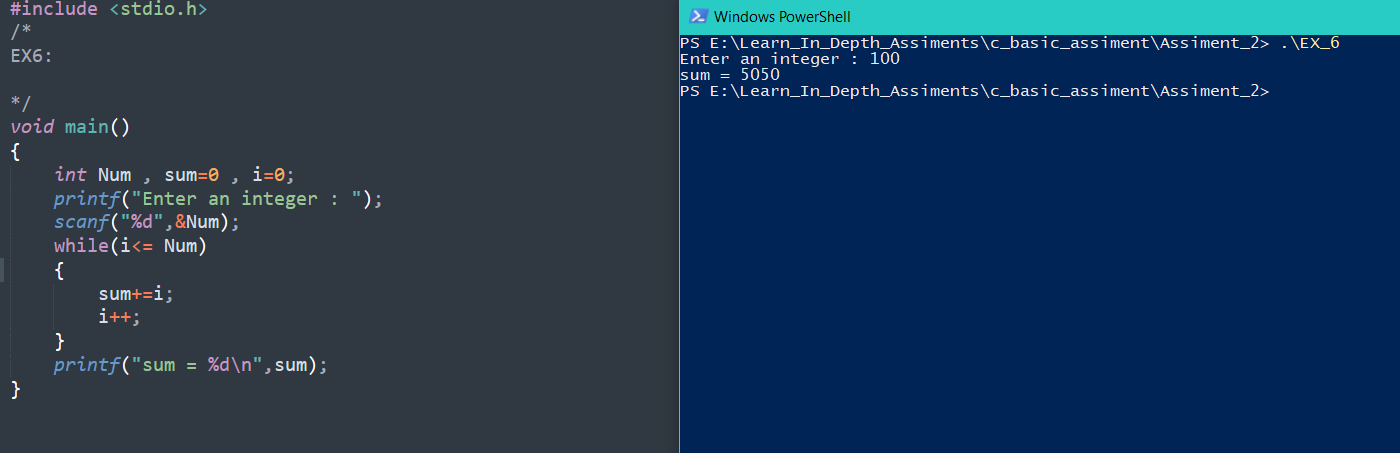 #include <stdio.h>
/*
EX6:
*/
void main()
{
int Num , sum=0 , i=0;
printf("Enter an integer : ");
scanf("%d",&Num);
while(i<= Num)
{
sum+=i;
i++;
}
printf("sum = %d\n",sum);
}
Windows PowerShell
PS E:\Learn_In_Depth_Assiments\c_basic_assiment\Assiment_2> .\EX_6
Enter an integer : 100
sum = 5050
PS E:\Learn_In_Depth_Assiments\c_basic_assiment\Assiment_2>